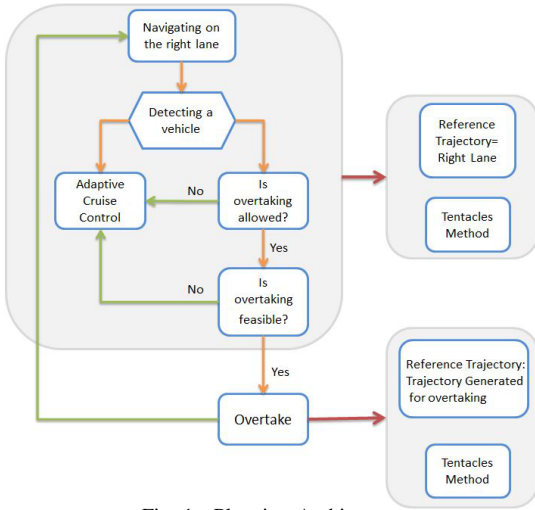 Navigating on
the right lane
Detecting a
vehicle
Adaptive
Cruise
Control
No
Is
overtaking
allowed?
Yes
No
Is
overtaking
feasible?
Yes
Overtake
Reference
Trajectory=
Right Lane
Tentacles
Method
Reference Trajectory:
Trajectory Generated
for overtaking
Tentacles
Method